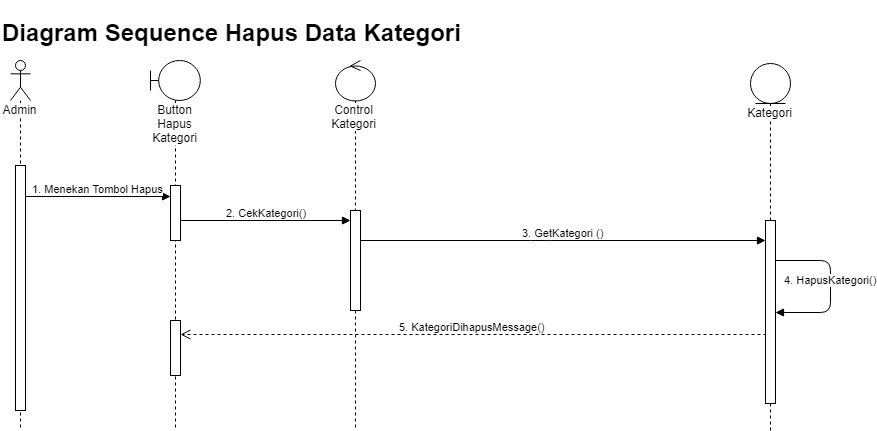 Diagram Sequence Hapus Data Kategori
Admin
Button
Hapus
Kategori
Control
Kategori
Kategori
1. Menekan Tombol Hapus
2. CekKategori()
3. GetKategori ()
4. HapusKategori()
5. KategoriDihapusMessage()